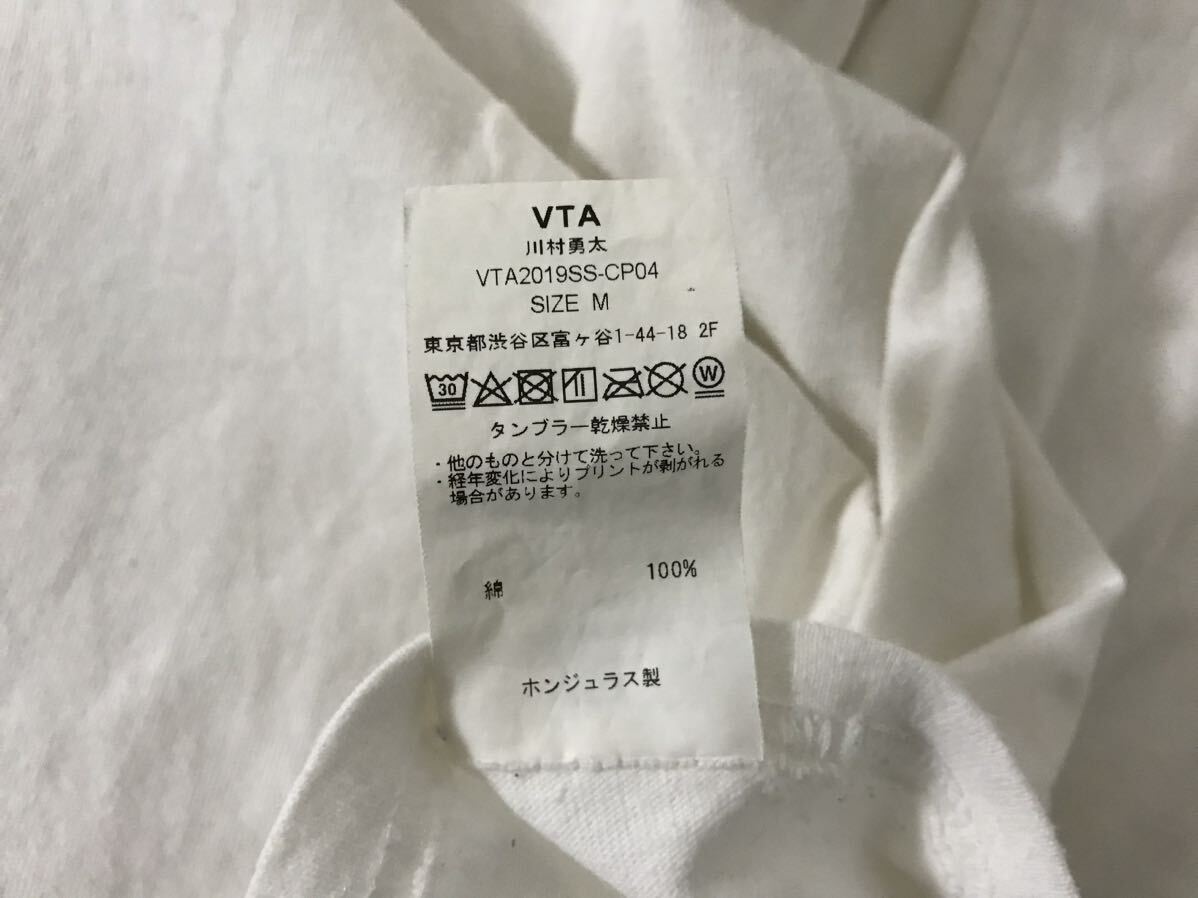 VTA
川村勇太
VTA2019SS-CP04
SIZE M
東京都渋谷区富ヶ谷1-44-18 2F
30 W
タンブラー乾燥禁止
・他のものと分けて洗って下さい。
・経年変化によりプリントが剥がれる
場合があります。
綿 100%
ホンジュラス製